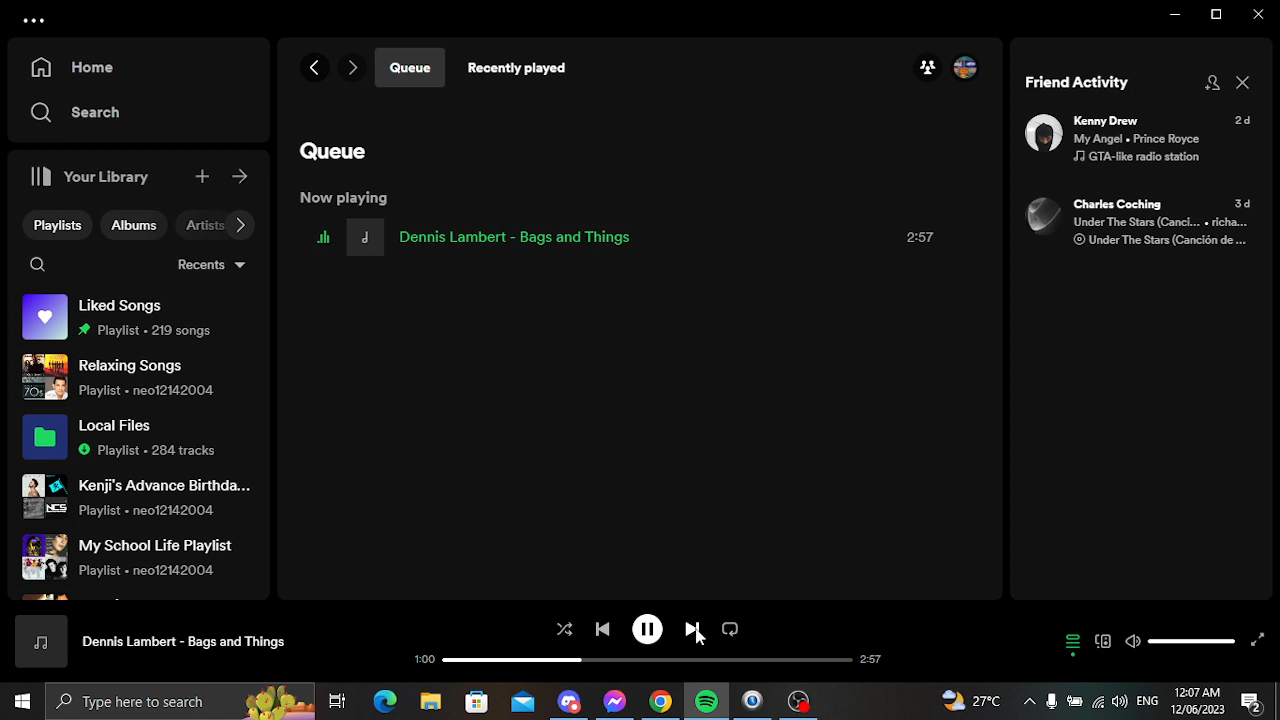 Home
Search
Your Library
Playlists
Albums
Artists
Recents
Liked Songs
Playlist • 219 songs
Relaxing Songs
Playlist • neo12142004
Local Files
Playlist • 284 tracks
Kenji's Advance Birthda...
Playlist • neo12142004
My School Life Playlist
Playlist • neo12142004
Queue
Recently played
Queue
Now playing
Dennis Lambert - Bags and Things
2:57
Friend Activity
Kenny Drew
2 d
My Angel • Prince Royce
GTA-like radio station
Charles Coching
3 d
Under The Stars (Canci... • richa...
Under The Stars (Canción de ...
Dennis Lambert - Bags and Things
1:00
2:57
Type here to search
27°C
ENG
12:07 AM
12/06/2023
2